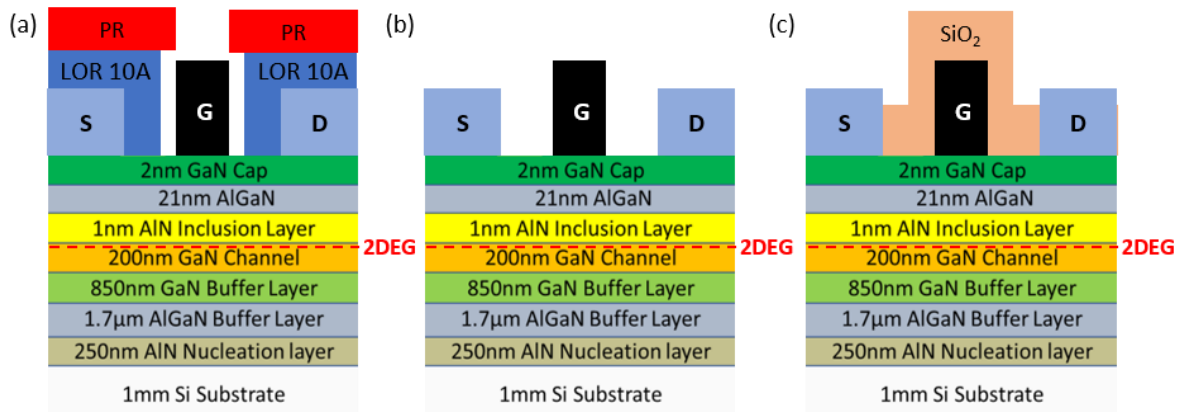 (a)
PR
PR
LOR 10A
LOR 10A
S
G
D
2nm GaN Cap
21nm AlGaN
1nm AlN Inclusion Layer
2DEG
200nm GaN Channel
850nm GaN Buffer Layer
1.7μm AlGaN Buffer Layer
250nm AlN Nucleation layer
1mm Si Substrate
(b)
S
G
D
2nm GaN Cap
21nm AlGaN
1nm AlN Inclusion Layer
2DEG
200nm GaN Channel
850nm GaN Buffer Layer
1.7μm AlGaN Buffer Layer
250nm AlN Nucleation layer
1mm Si Substrate
(c)
SiO₂
S
G
D
2nm GaN Cap
21nm AlGaN
1nm AlN Inclusion Layer
2DEG
200nm GaN Channel
850nm GaN Buffer Layer
1.7μm AlGaN Buffer Layer
250nm AlN Nucleation layer
1mm Si Substrate